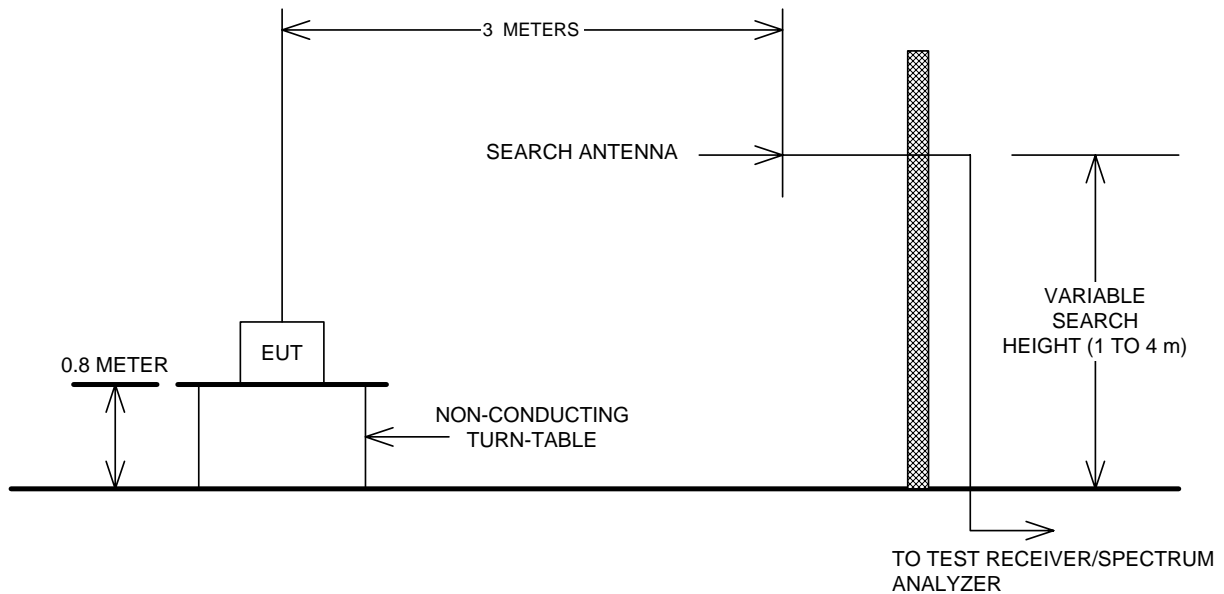 3 METERS
SEARCH ANTENNA
VARIABLE
SEARCH
HEIGHT (1 TO 4 m)
EUT
0.8 METER
NON-CONDUCTING
TURN-TABLE
TO TEST RECEIVER/SPECTRUM
ANALYZER